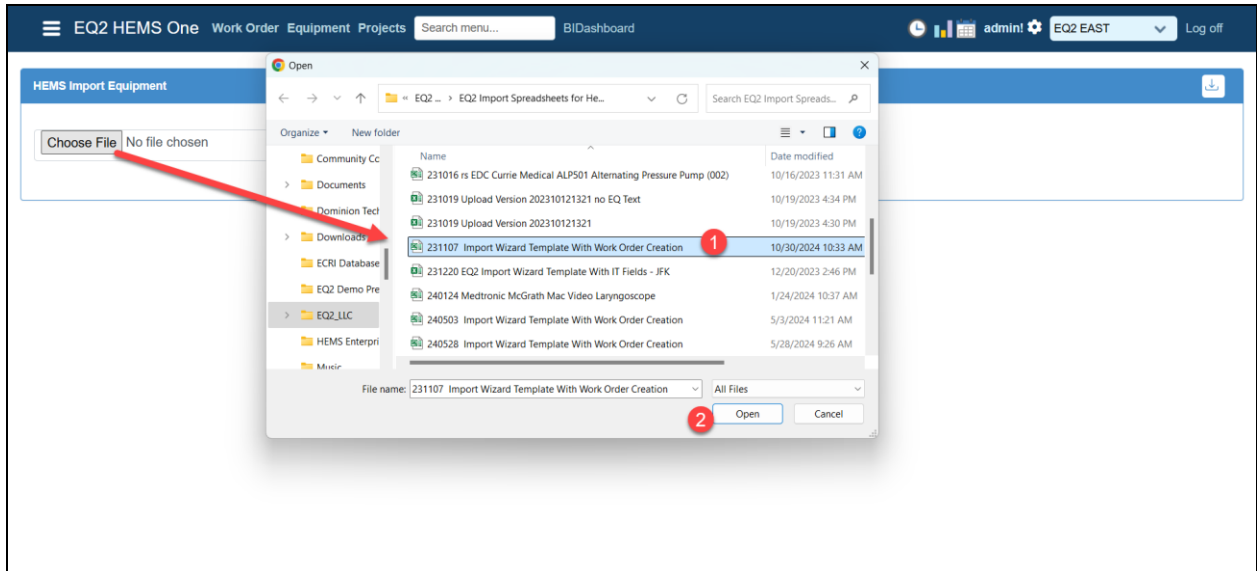 EQ2 HEMS One Work Order Equipment Projects Search menu... BIDashboard admin! EQ2 EAST Log off
Open
HEMS Import Equipment
« EQ2 ... › EQ2 Import Spreadsheets for He... Search EQ2 Import Spreads...
Organize New folder
Choose File No file chosen
Name Date modified
Community Cc 231016 rs EDC Currie Medical ALP501 Alternating Pressure Pump (002) 10/16/2023 11:31 AM
Documents 231019 Upload Version 202310121321 no EQ Text 10/19/2023 4:34 PM
Dominion Tech 231019 Upload Version 202310121321 10/19/2023 4:30 PM
Downloads 231107 Import Wizard Template With Work Order Creation 1 10/30/2024 10:33 AM
ECRI Database 231220 EQ2 Import Wizard Template With IT Fields - JFK 12/20/2023 2:46 PM
EQ2 Demo Pre 240124 Medtronic McGrath Mac Video Laryngoscope 1/24/2024 10:37 AM
EQ2_LLC 240503 Import Wizard Template With Work Order Creation 5/3/2024 11:21 AM
HEMS Enterpri 240528 Import Wizard Template With Work Order Creation 5/28/2024 9:26 AM
Music
File name: 231107 Import Wizard Template With Work Order Creation All Files
2 Open Cancel